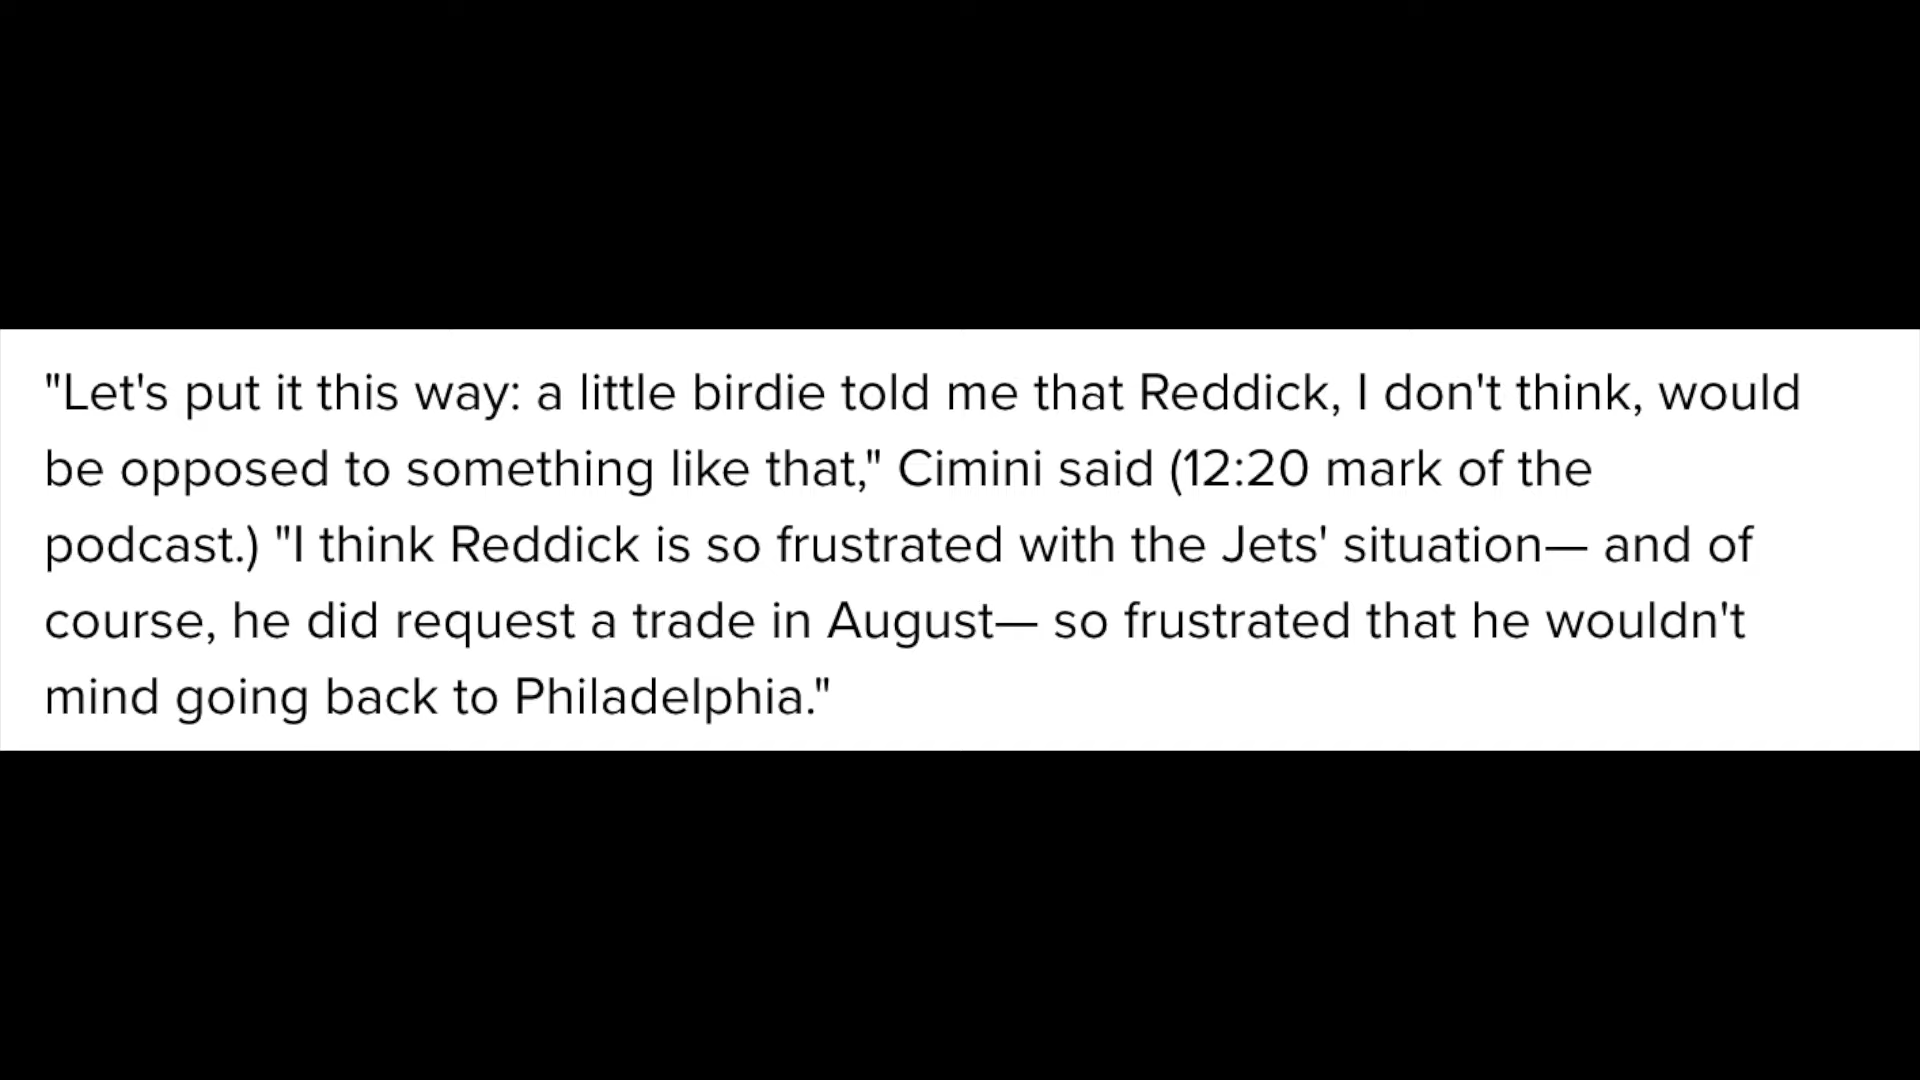 "Let's put it this way: a little birdie told me that Reddick, I don't think, would
be opposed to something like that," Cimini said (12:20 mark of the
podcast.) "I think Reddick is so frustrated with the Jets' situation— and of
course, he did request a trade in August— so frustrated that he wouldn't
mind going back to Philadelphia."